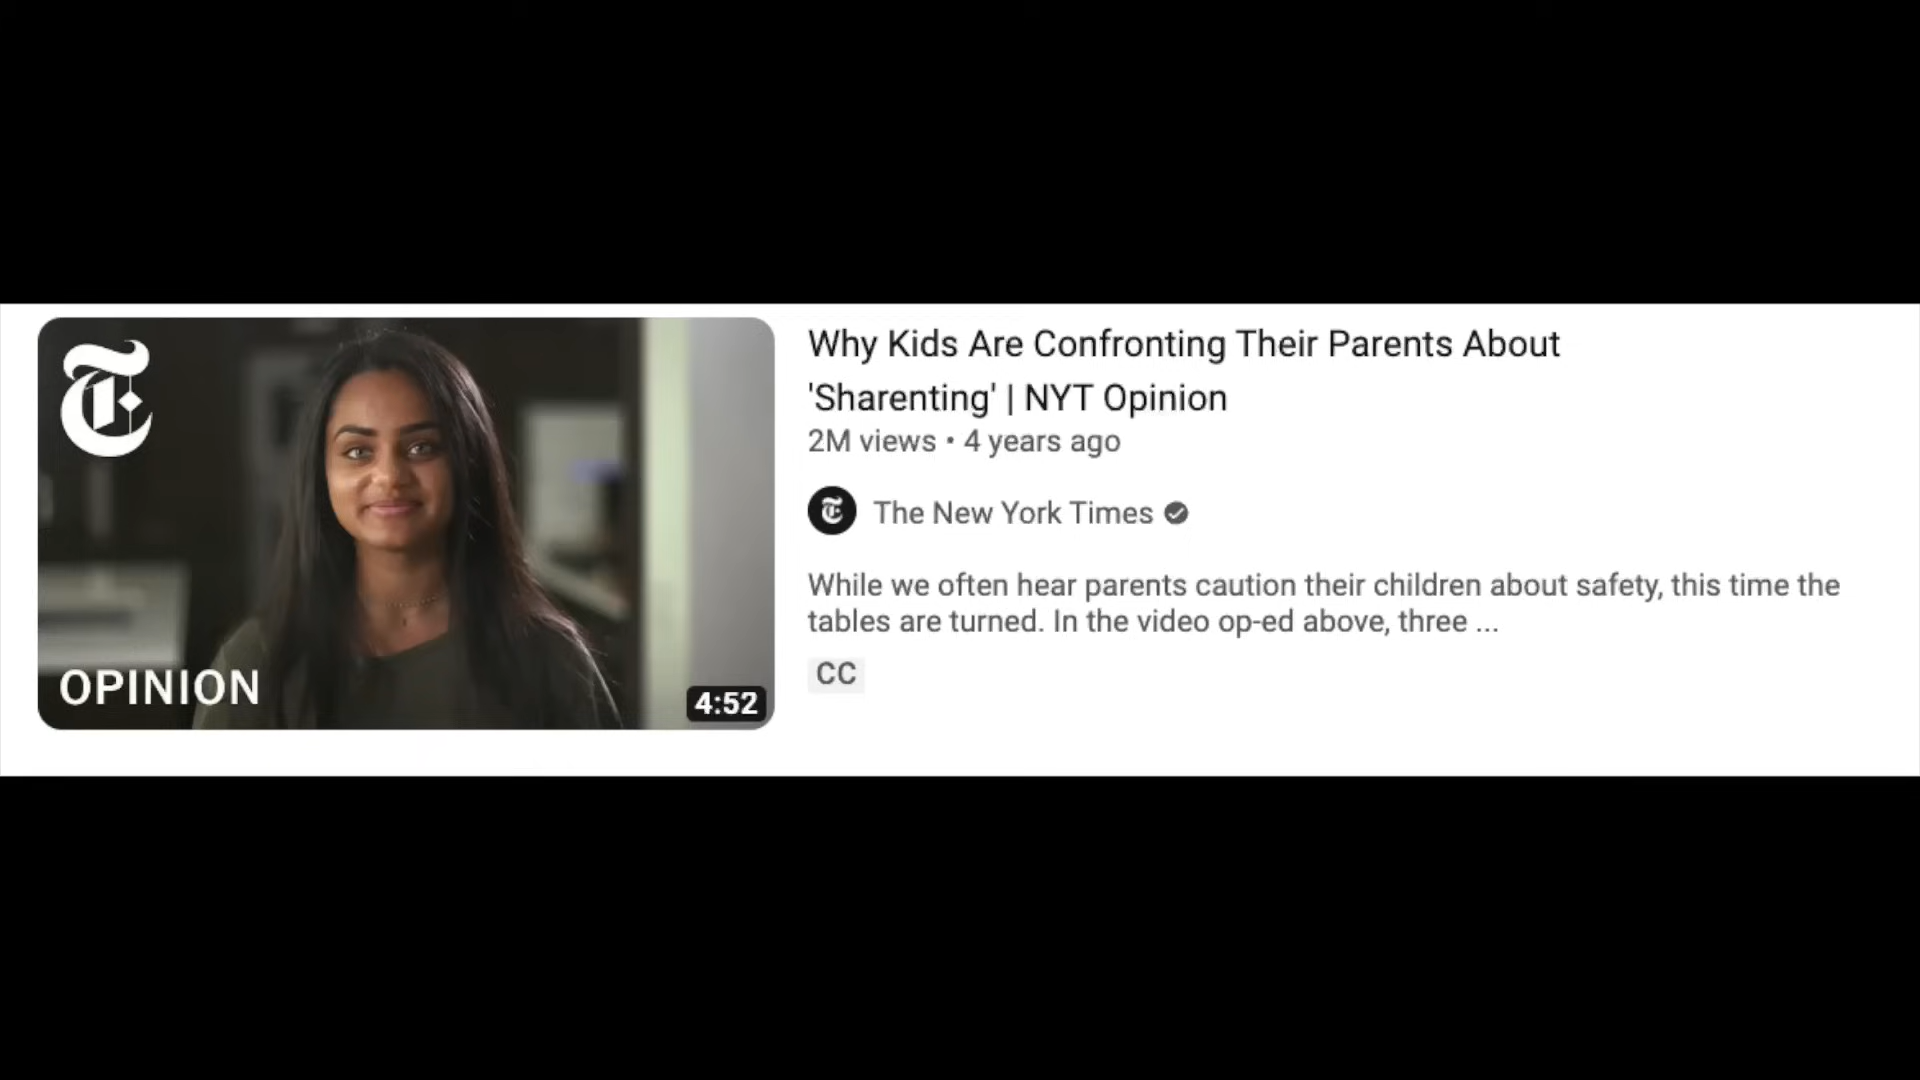 Why Kids Are Confronting Their Parents About
'Sharenting' | NYT Opinion
2M views • 4 years ago
The New York Times
While we often hear parents caution their children about safety, this time the
tables are turned. In the video op-ed above, three ...
CC
OPINION
4:52